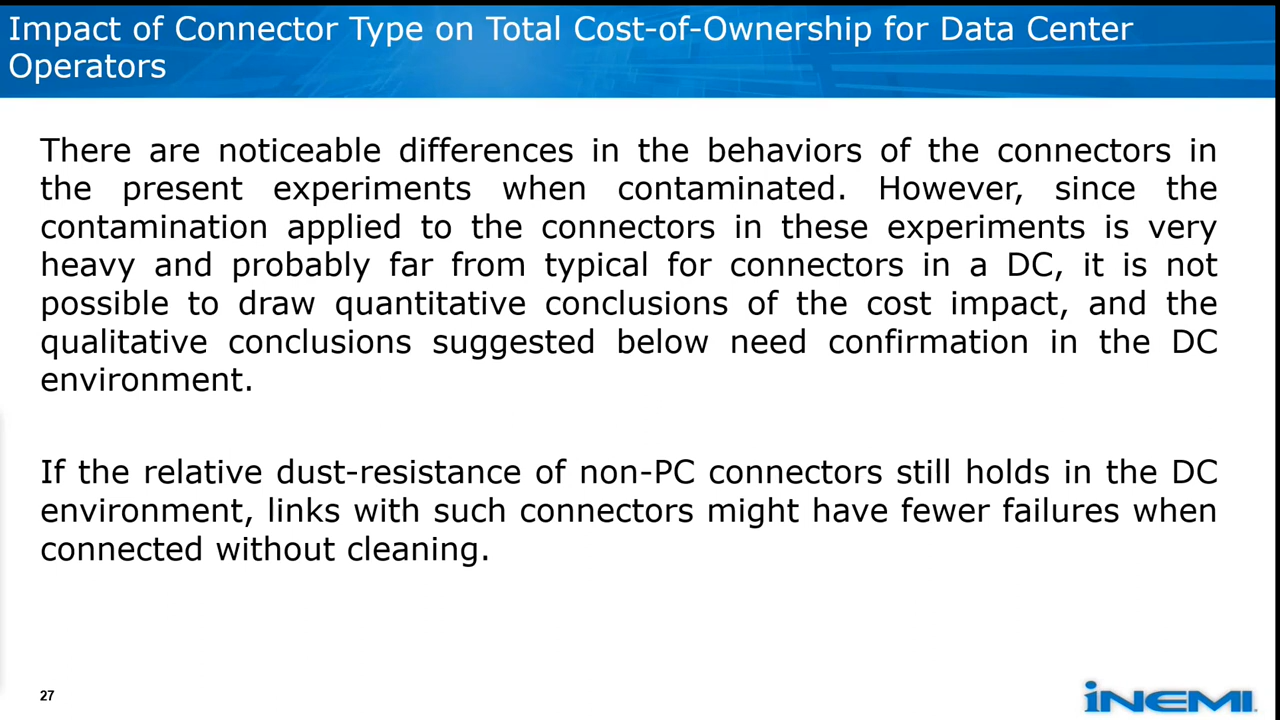 Impact of Connector Type on Total Cost-of-Ownership for Data Center
Operators
There are noticeable differences in the behaviors of the connectors in
the present experiments when contaminated. However, since the
contamination applied to the connectors in these experiments is very
heavy and probably far from typical for connectors in a DC, it is not
possible to draw quantitative conclusions of the cost impact, and the
qualitative conclusions suggested below need confirmation in the DC
environment.
If the relative dust-resistance of non-PC connectors still holds in the DC
environment, links with such connectors might have fewer failures when
connected without cleaning.
27
iNEMI